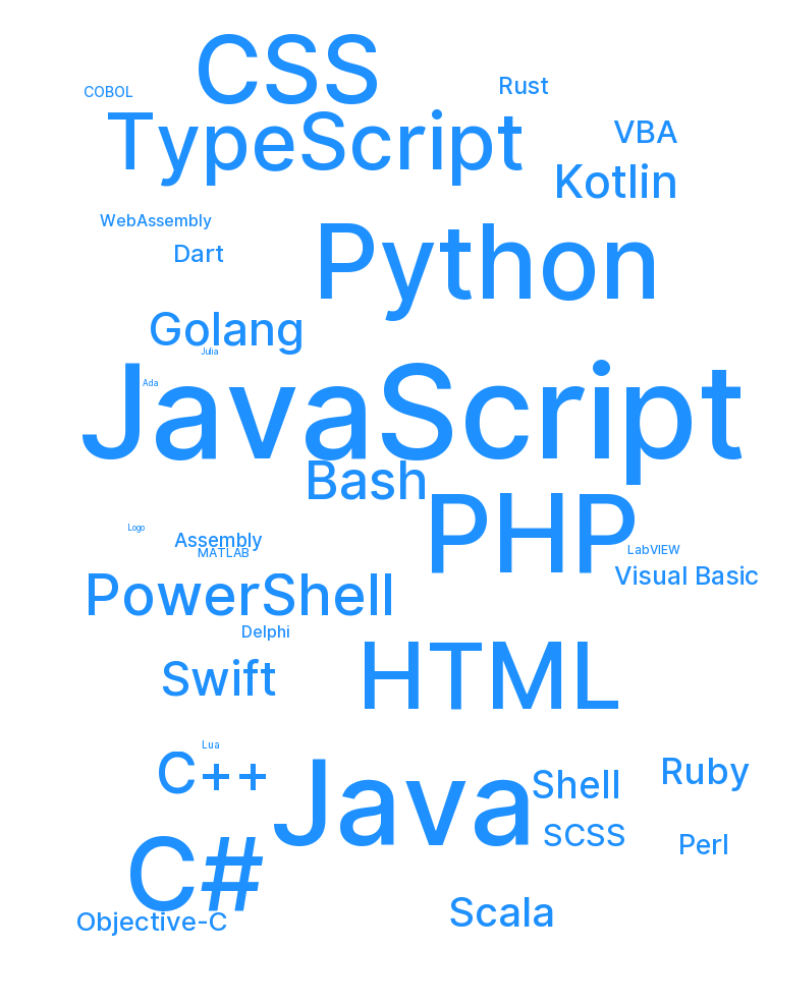 CSS
Rust
COBOL
TypeScript
VBA
Kotlin
WebAssembly
Dart
Python
Golang
Julia
Ada
JavaScript
Bash
PHP
Logo
Assembly
MATLAB
LabVIEW
Visual Basic
PowerShell
Delphi
Swift
HTML
Lua
C++
Java
Shell
Ruby
SCSS
Perl
C#
Objective-C
Scala